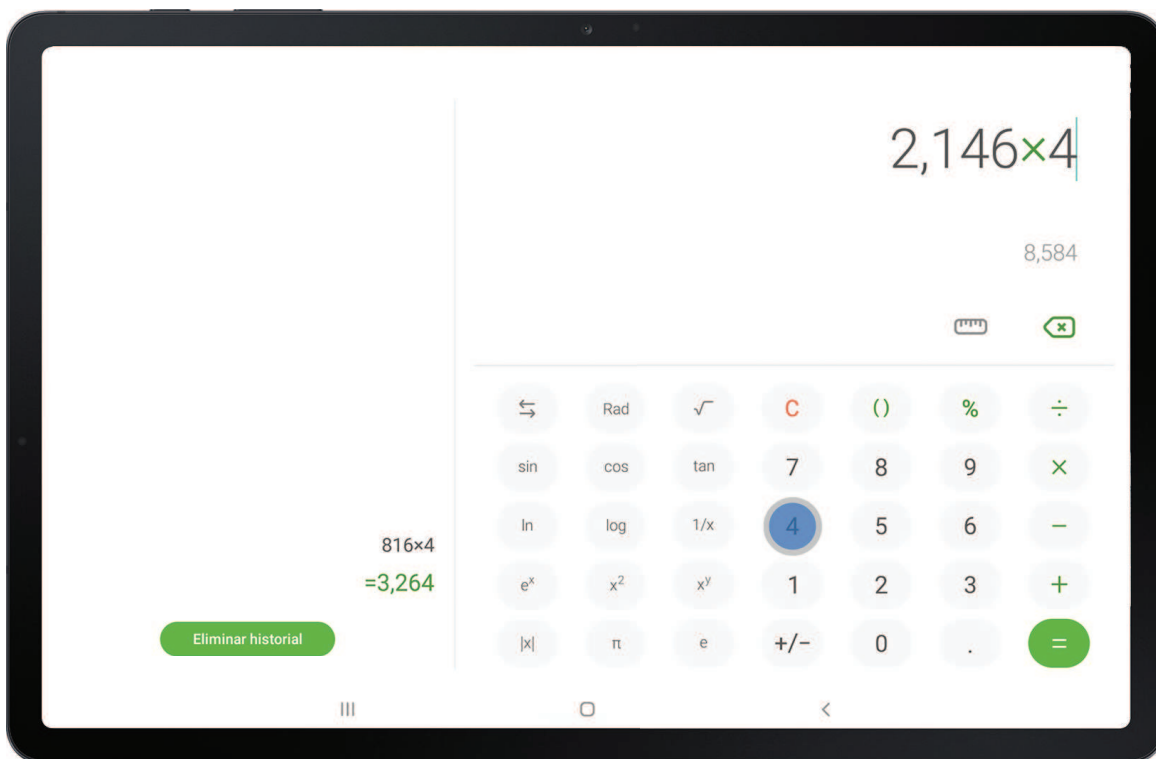 2,146×4
8,584
816×4
=3,264
Eliminar historial
Rad √ C ( ) % ÷
sin cos tan 7 8 9 ×
ln log 1/x 4 5 6 −
eˣ x² xʸ 1 2 3 +
|x| π e +/− 0 . =